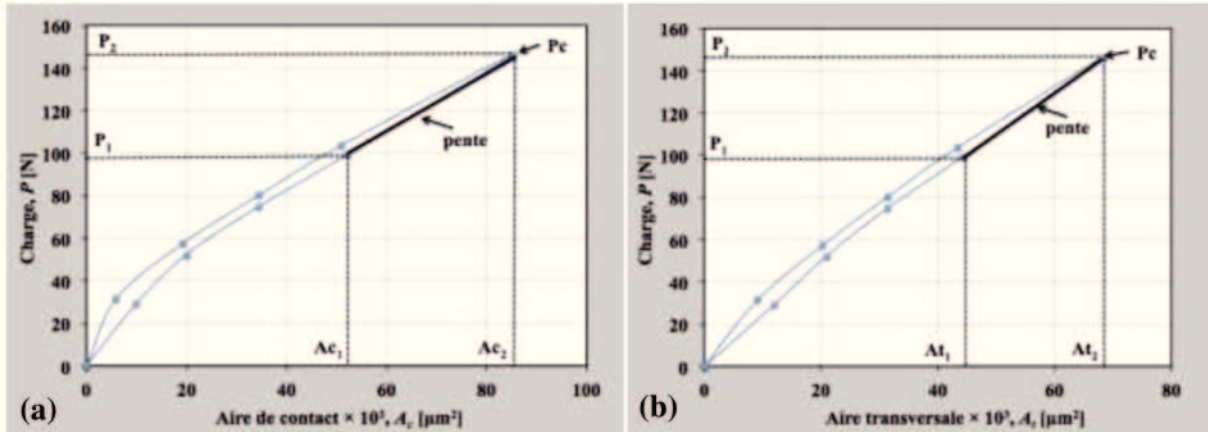 160
140
120
100
80
60
40
20
0
Charge, P [N]
P₂
P₁
Pc
pente
Ac₁
Ac₂
0 20 40 60 80 100
(a)
Aire de contact × 10³, Ac [µm²]
160
140
120
100
80
60
40
20
0
Charge, P [N]
P₂
P₁
Pc
pente
At₁
At₂
0 20 40 60 80
(b)
Aire transversale × 10³, At [µm²]